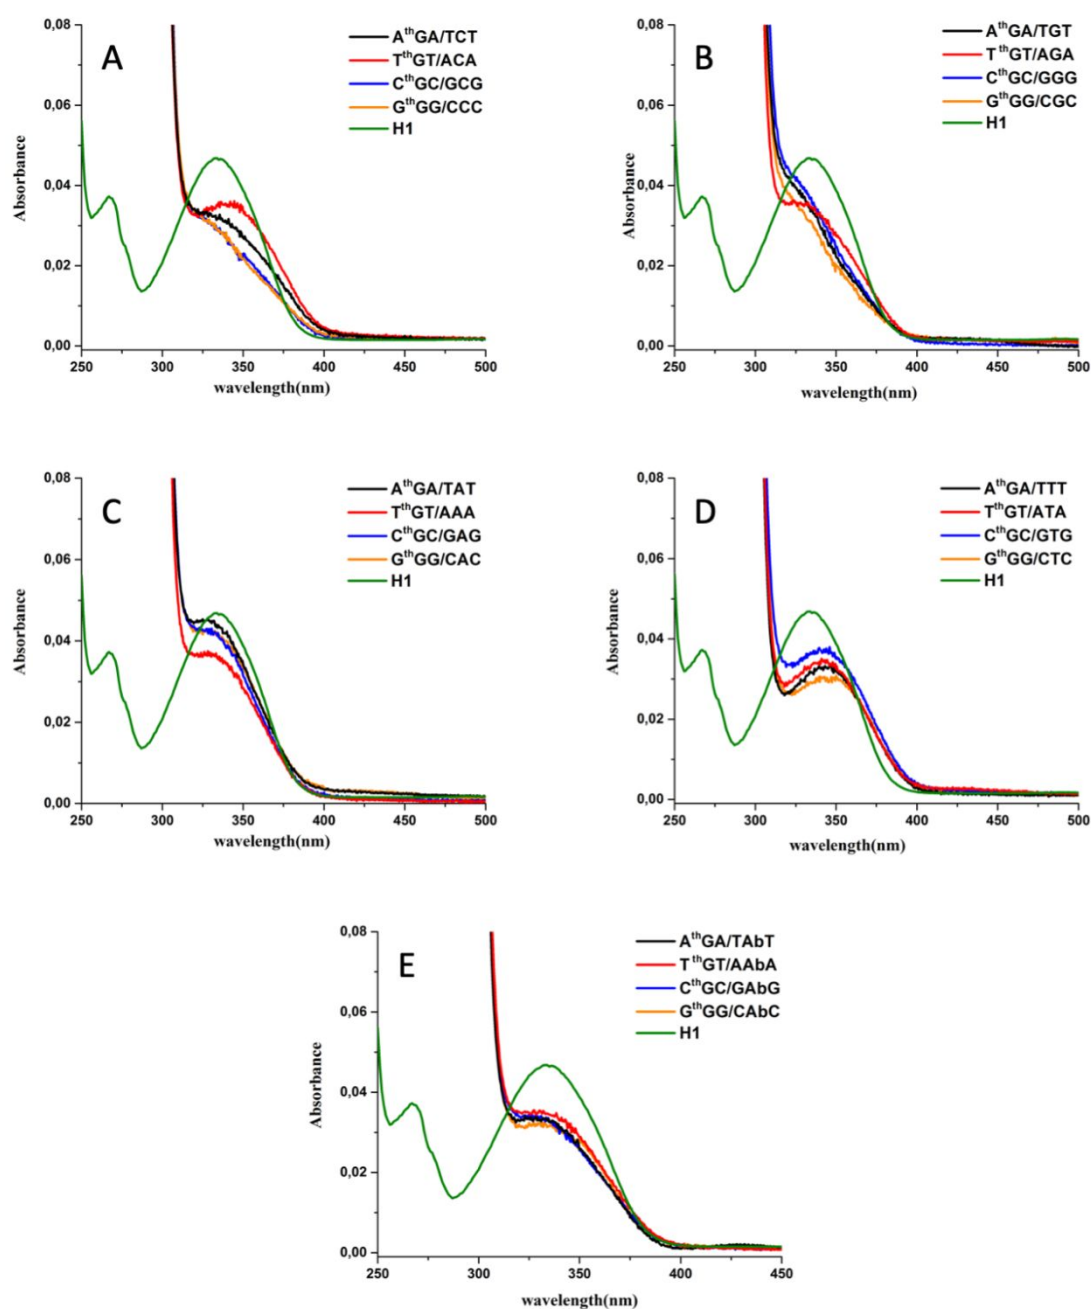 A
AᵗʰGA/TCT
TᵗʰGT/ACA
CᵗʰGC/GCG
GᵗʰGG/CCC
H1
0,08
0,06
0,04
0,02
0,00
Absorbance
250 300 350 400 450 500
wavelength(nm)
B
AᵗʰGA/TGT
TᵗʰGT/AGA
CᵗʰGC/GGG
GᵗʰGG/CGC
H1
0,08
0,06
0,04
0,02
0,00
Absorbance
250 300 350 400 450 500
wavelength(nm)
C
AᵗʰGA/TAT
TᵗʰGT/AAA
CᵗʰGC/GAG
GᵗʰGG/CAC
H1
0,08
0,06
0,04
0,02
0,00
Absorbance
250 300 350 400 450 500
wavelength(nm)
D
AᵗʰGA/TTT
TᵗʰGT/ATA
CᵗʰGC/GTG
GᵗʰGG/CTC
H1
0,08
0,06
0,04
0,02
0,00
Absorbance
250 300 350 400 450 500
wavelength(nm)
E
AᵗʰGA/TAbT
TᵗʰGT/AAbA
CᵗʰGC/GAbG
GᵗʰGG/CAbC
H1
0,08
0,06
0,04
0,02
0,00
Absorbance
250 300 350 400 450
wavelength(nm)